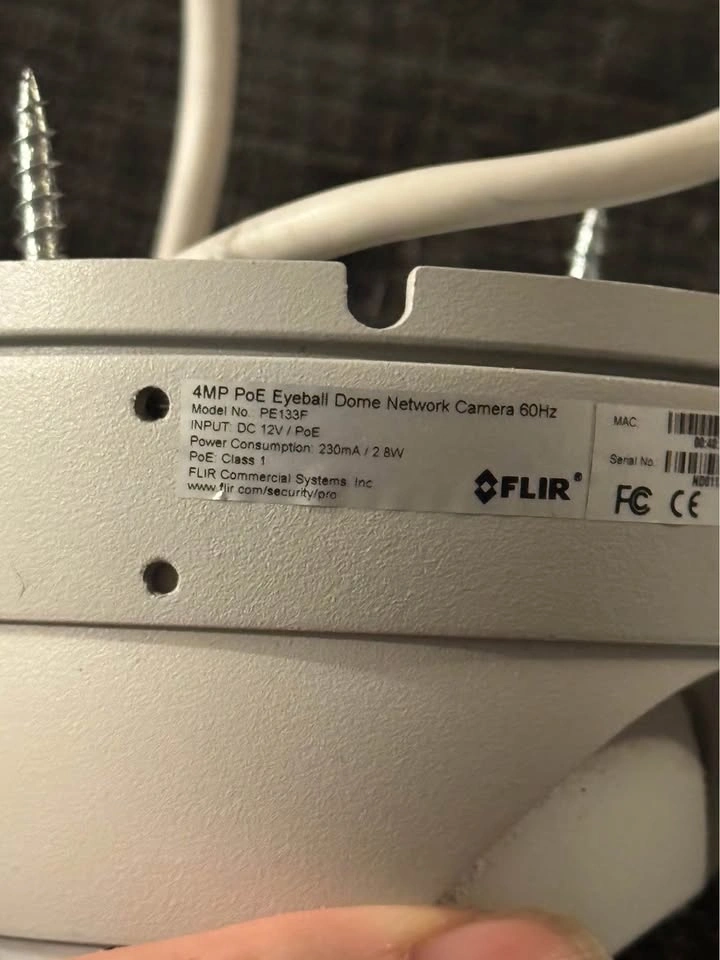 4MP PoE Eyeball Dome Network Camera 60Hz
Model No. PE133F
INPUT: DC 12V / PoE
Power Consumption: 230mA / 2.8W
PoE: Class 1
FLIR Commercial Systems, Inc
www.flir.com/security/pro
FLIR®
MAC:
Serial No.
FC CE